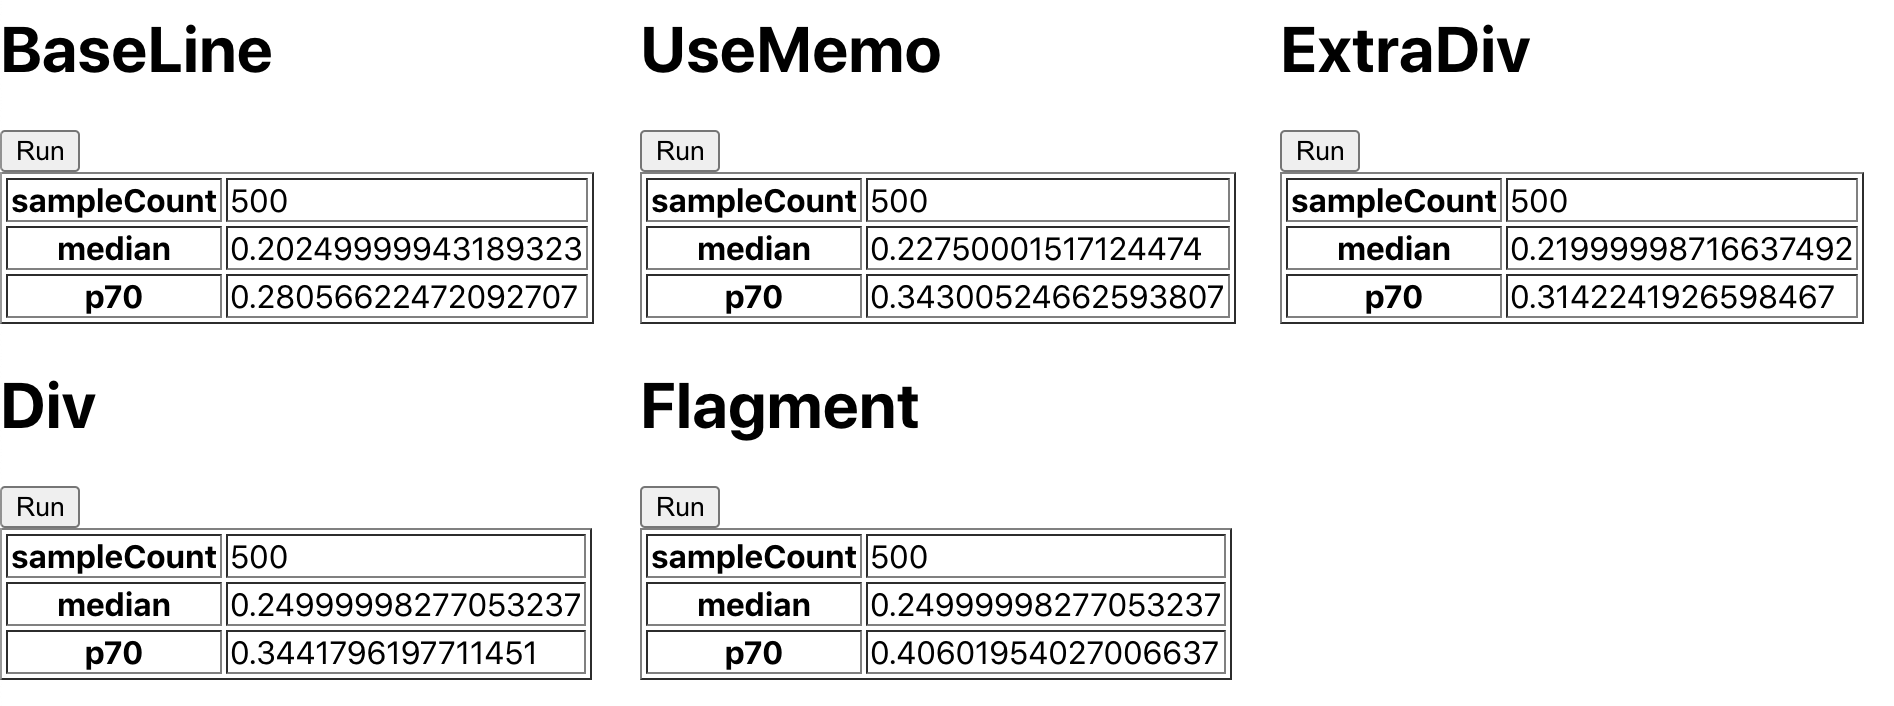 BaseLine
Run
sampleCount 500
median 0.20249999943189323
p70 0.28056622472092707
UseMemo
Run
sampleCount 500
median 0.22750001517124474
p70 0.34300524662593807
ExtraDiv
Run
sampleCount 500
median 0.21999998716637492
p70 0.3142241926598467
Div
Run
sampleCount 500
median 0.24999998277053237
p70 0.3441796197711451
Flagment
Run
sampleCount 500
median 0.24999998277053237
p70 0.40601954027006637